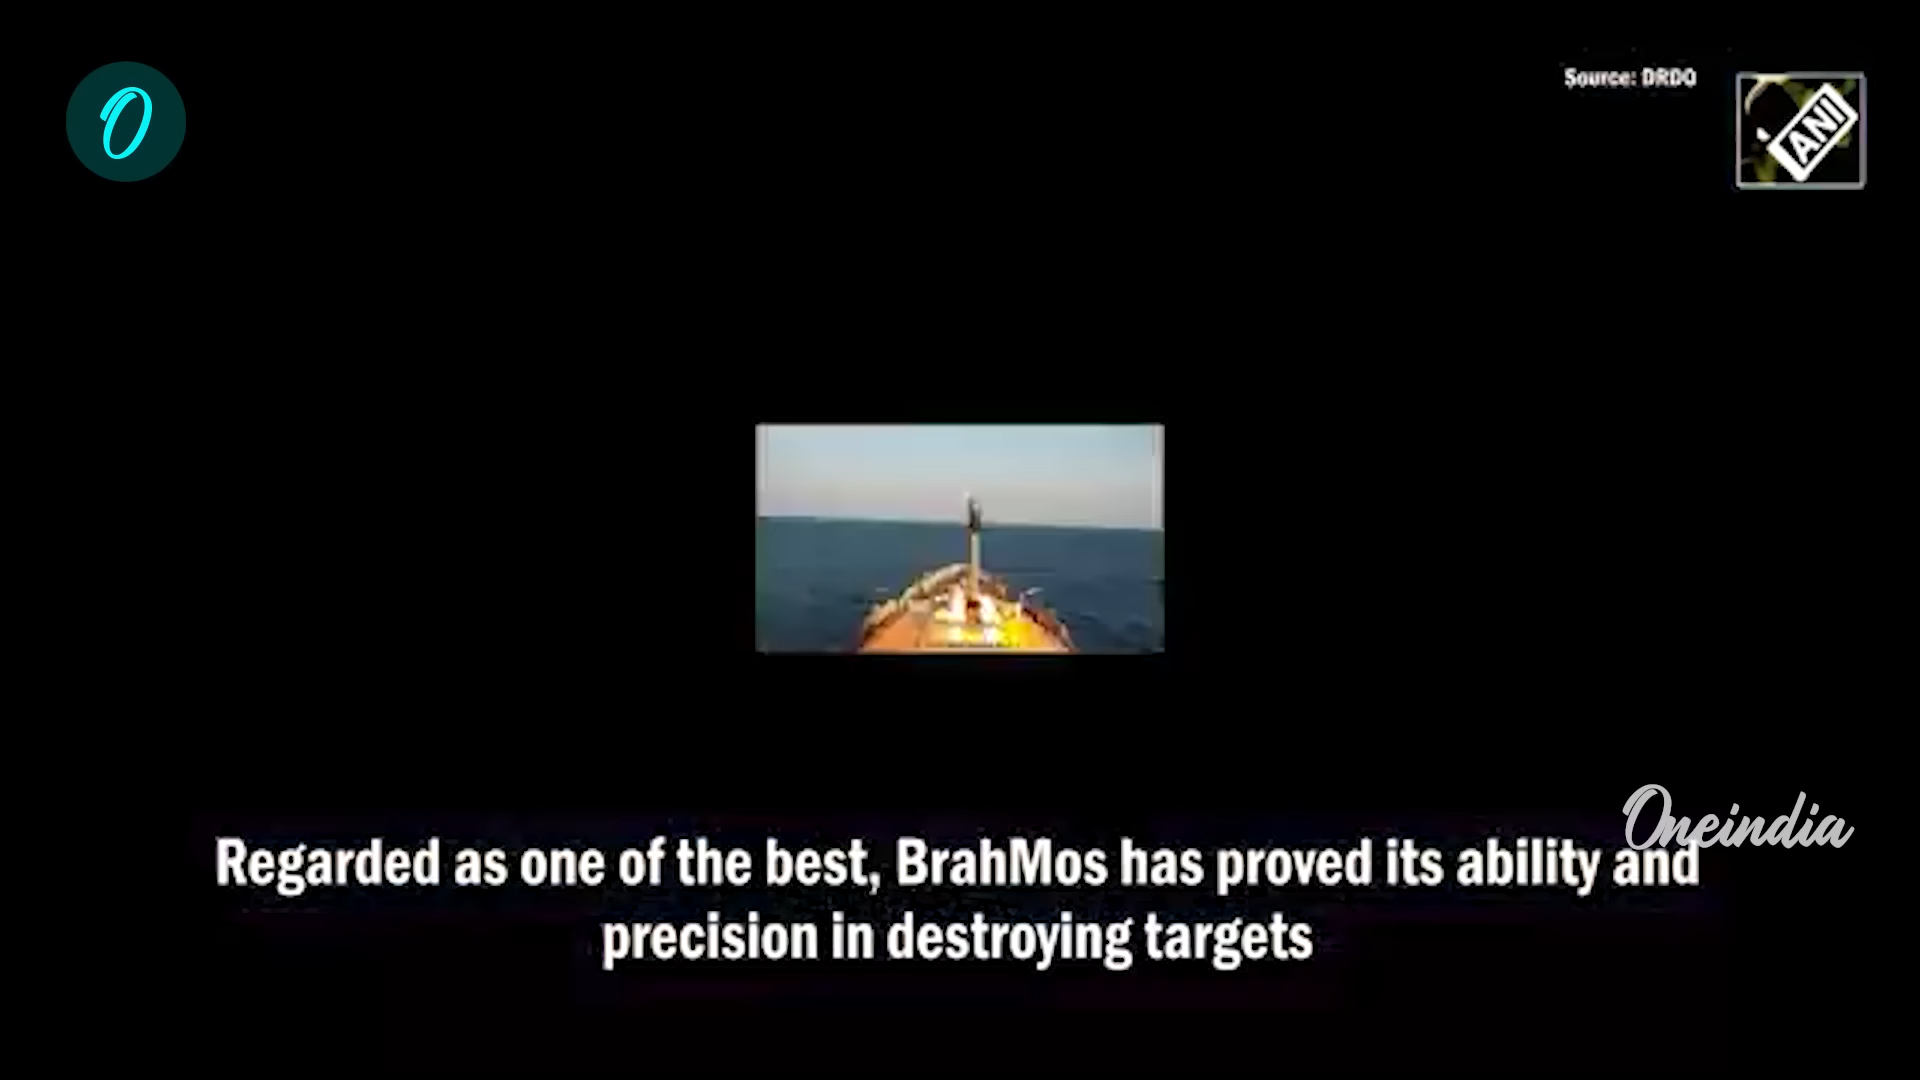 O
Source: DRDO
ANI
Oneindia
Regarded as one of the best, BrahMos has proved its ability and
precision in destroying targets